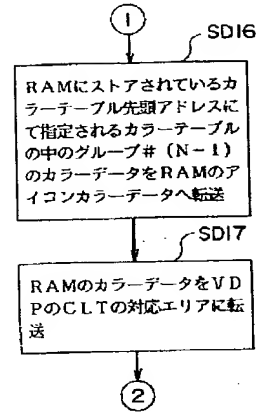 1
SD16
RAMにストアされているカ
ラーテーブル先頭アドレスに
て指定されるカラーテーブル
の中のグループ#(N-1)
のカラーデータをRAMのア
イコンカラーデータへ転送
SD17
RAMのカラーデータをVD
PのCLTの対応エリアに転
送
2